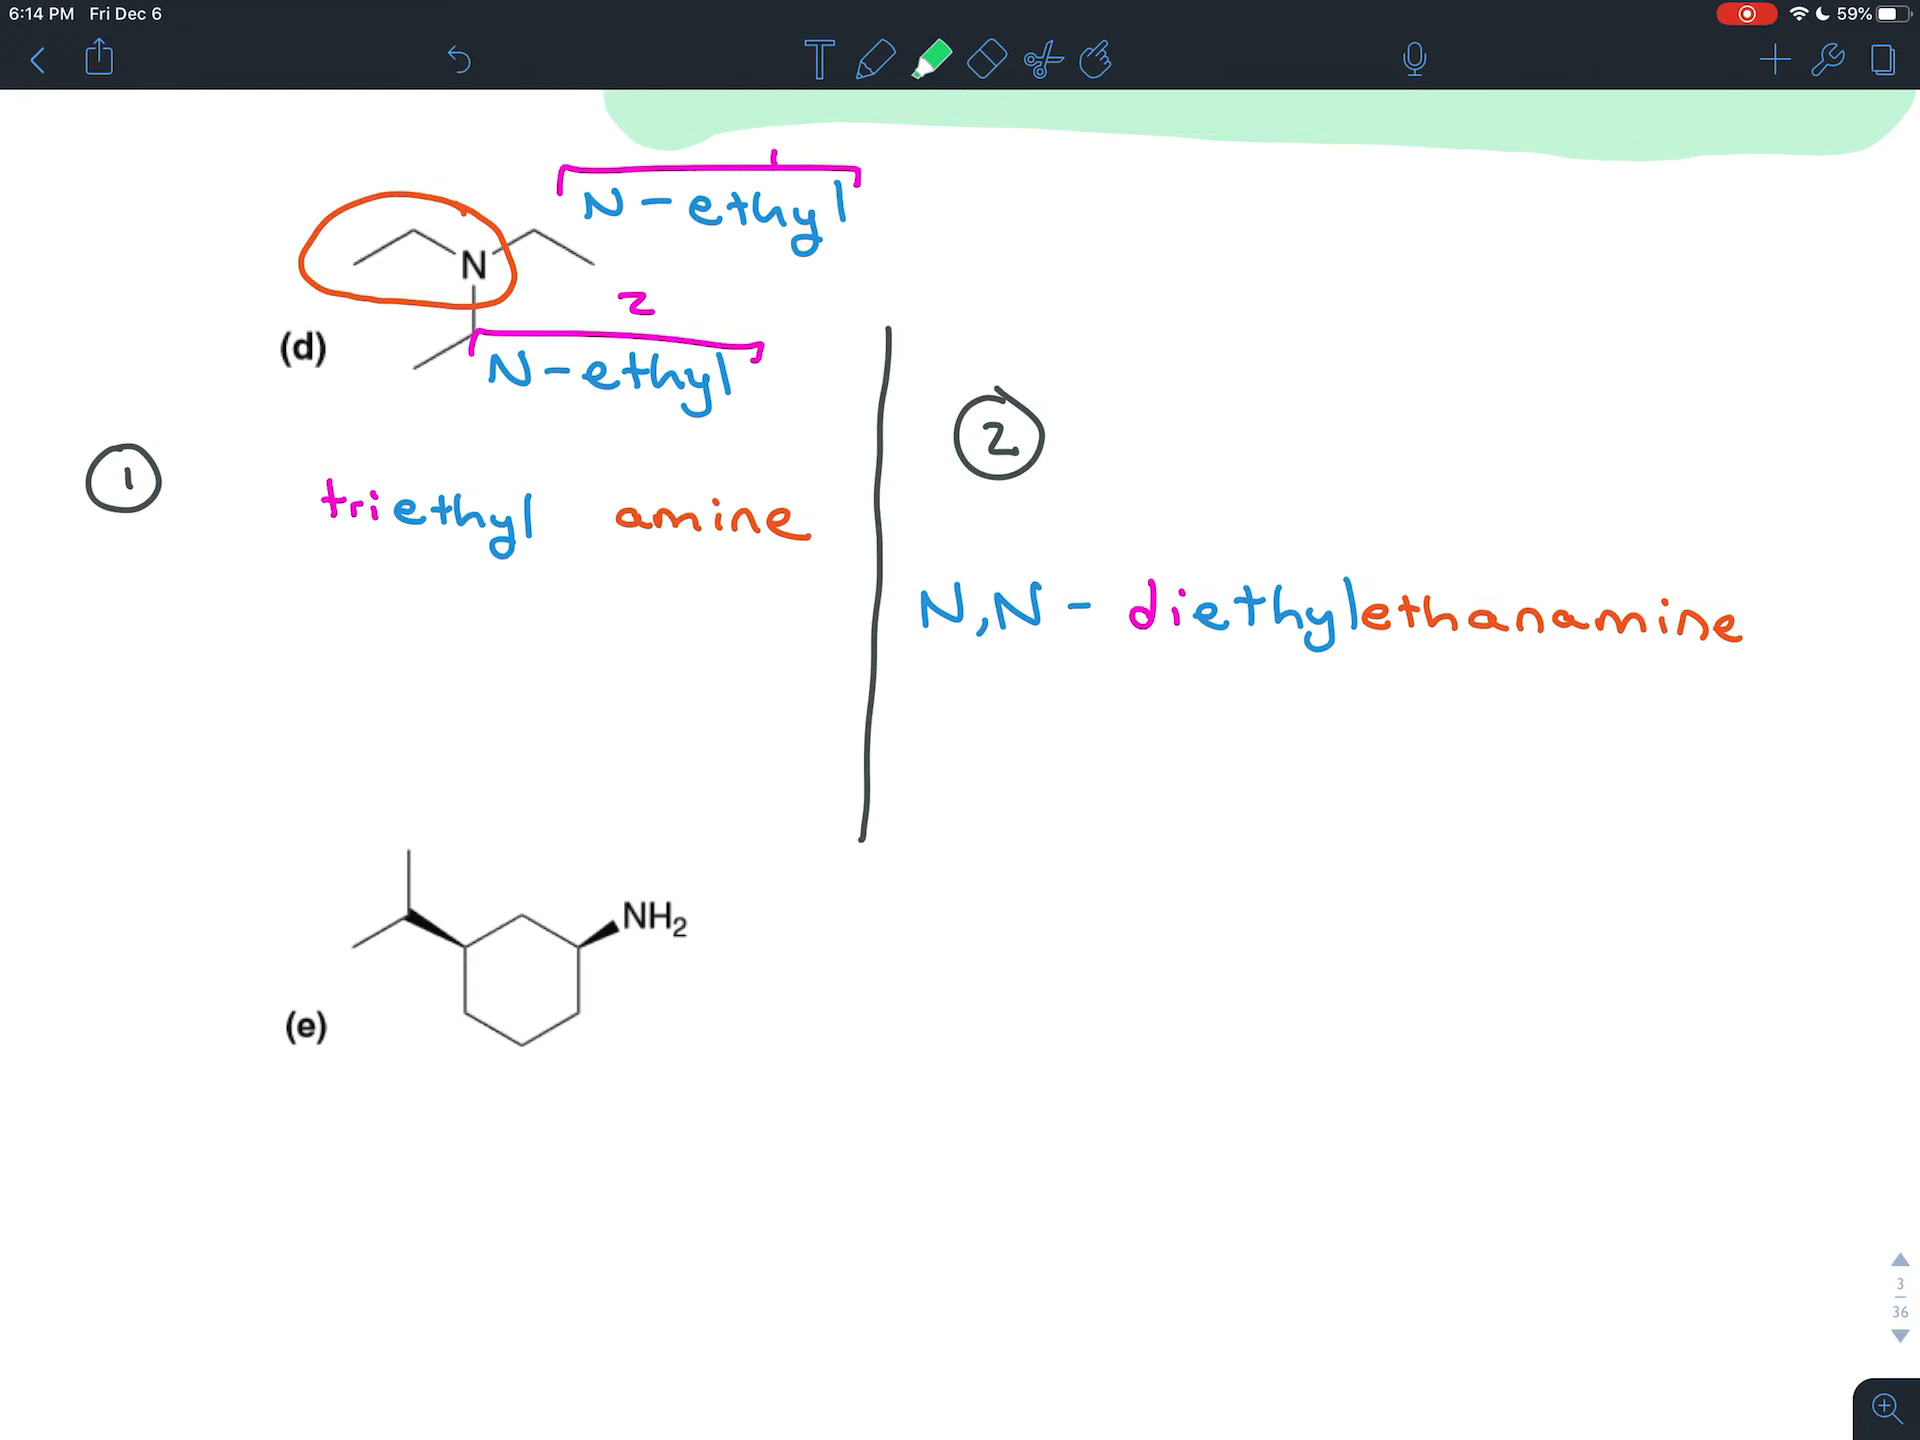 6:14 PM Fri Dec 6
59%
1
N-ethyl
N
2
(d)
N-ethyl
1
2
triethyl amine
N,N-diethylethanamine
NH₂
(e)
3
36